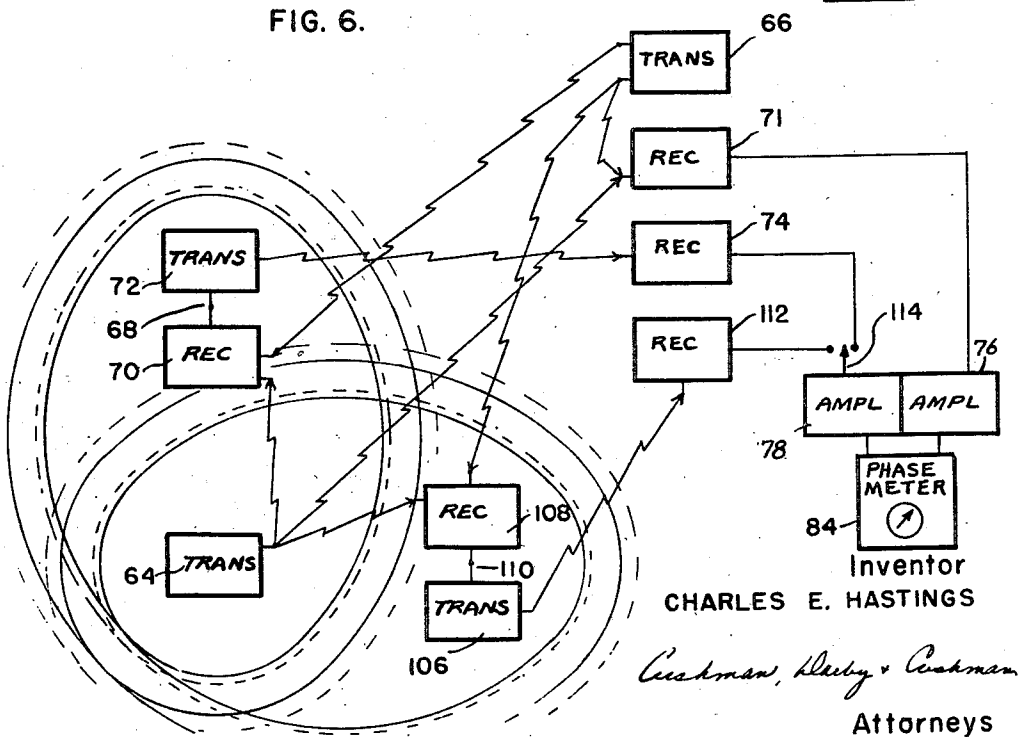 FIG. 6.
66
TRANS
71
REC
74
REC
TRANS
72
68
112
REC
114
REC
70
76
AMPL
AMPL
78
PHASE
METER
84
REC
108
64
TRANS
110
TRANS
106
Inventor
CHARLES E. HASTINGS
Cushman, Darby & Cushman
Attorneys